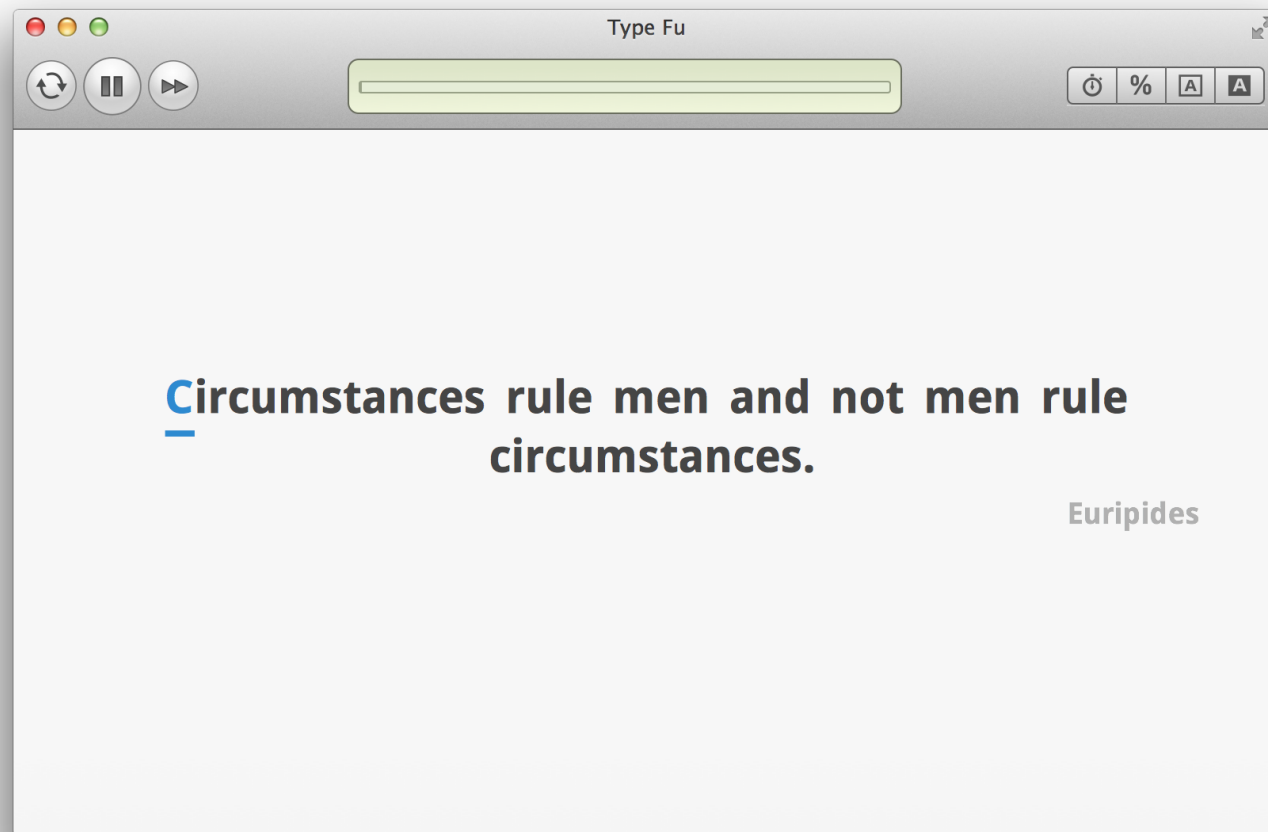 Type Fu
%
A
A
Circumstances rule men and not men rule
circumstances.
Euripides